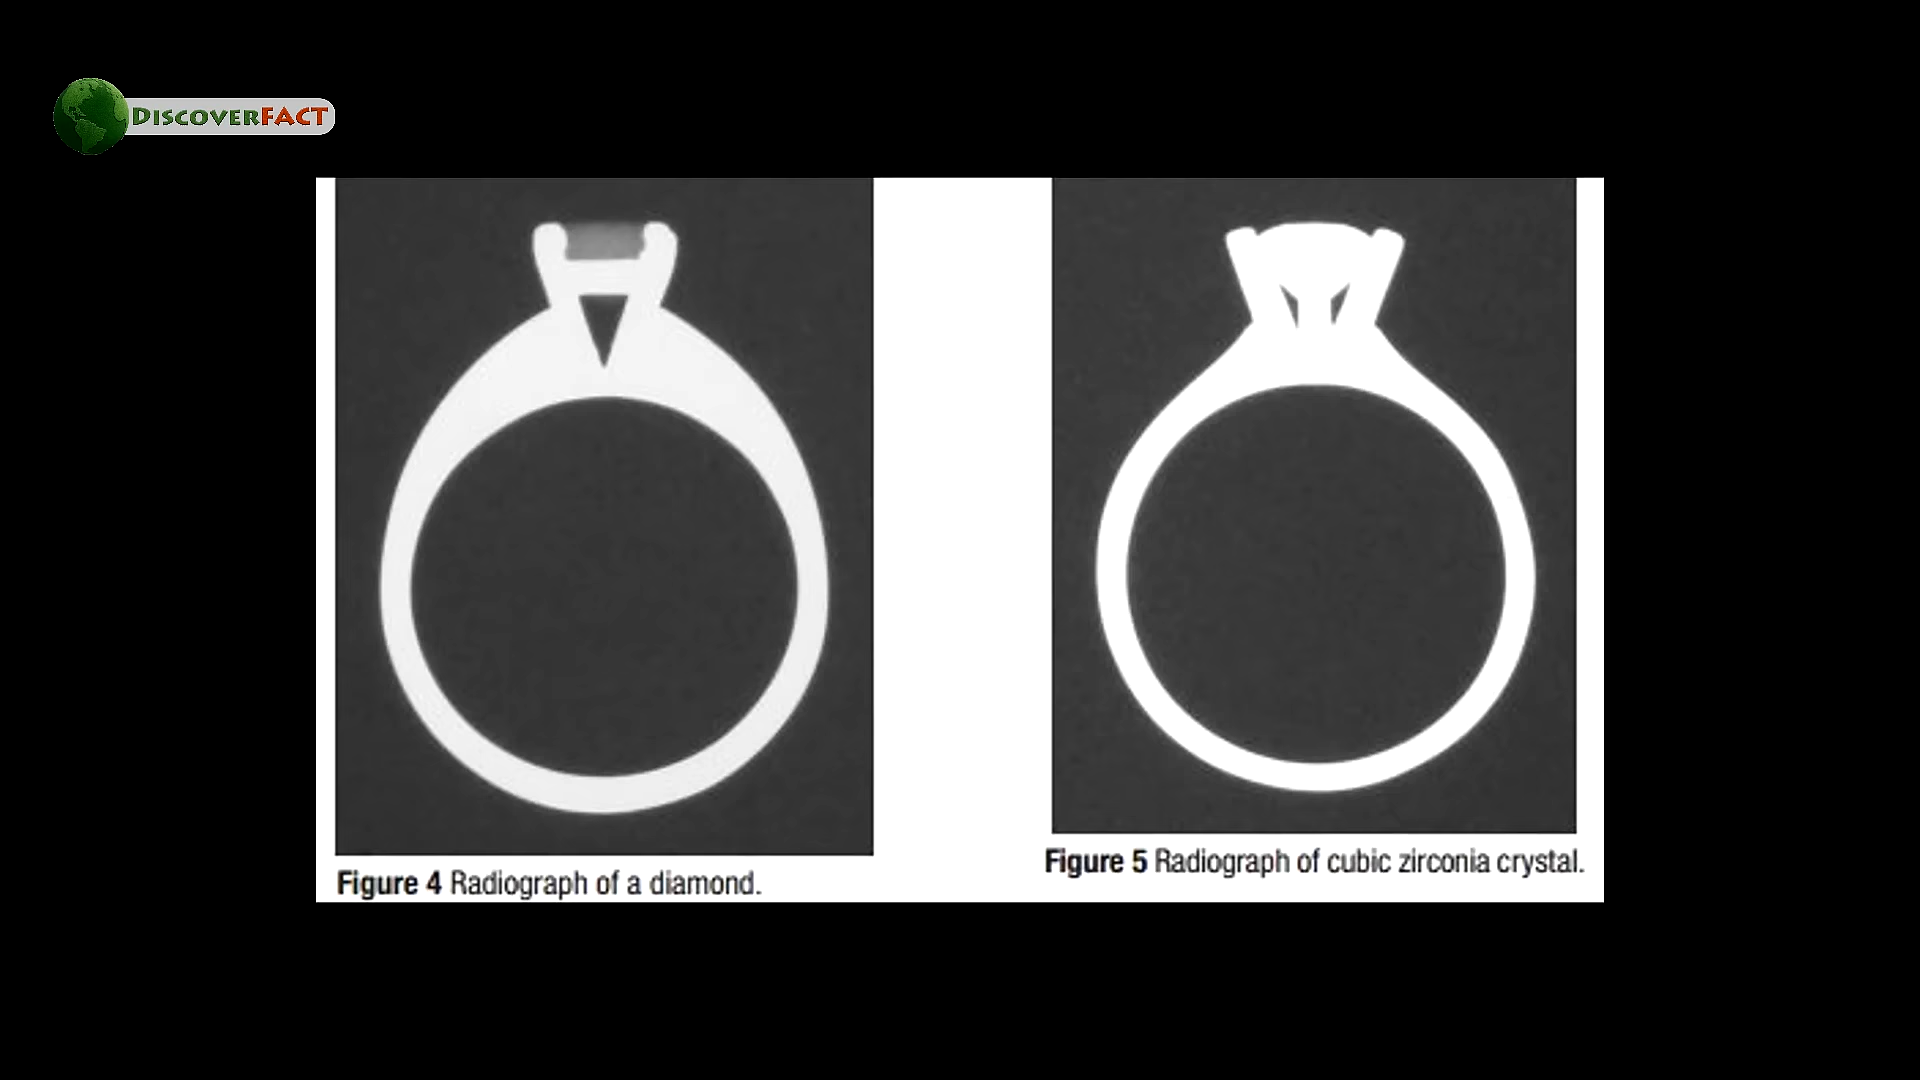 DISCOVERFACT
Figure 4 Radiograph of a diamond.
Figure 5 Radiograph of cubic zirconia crystal.